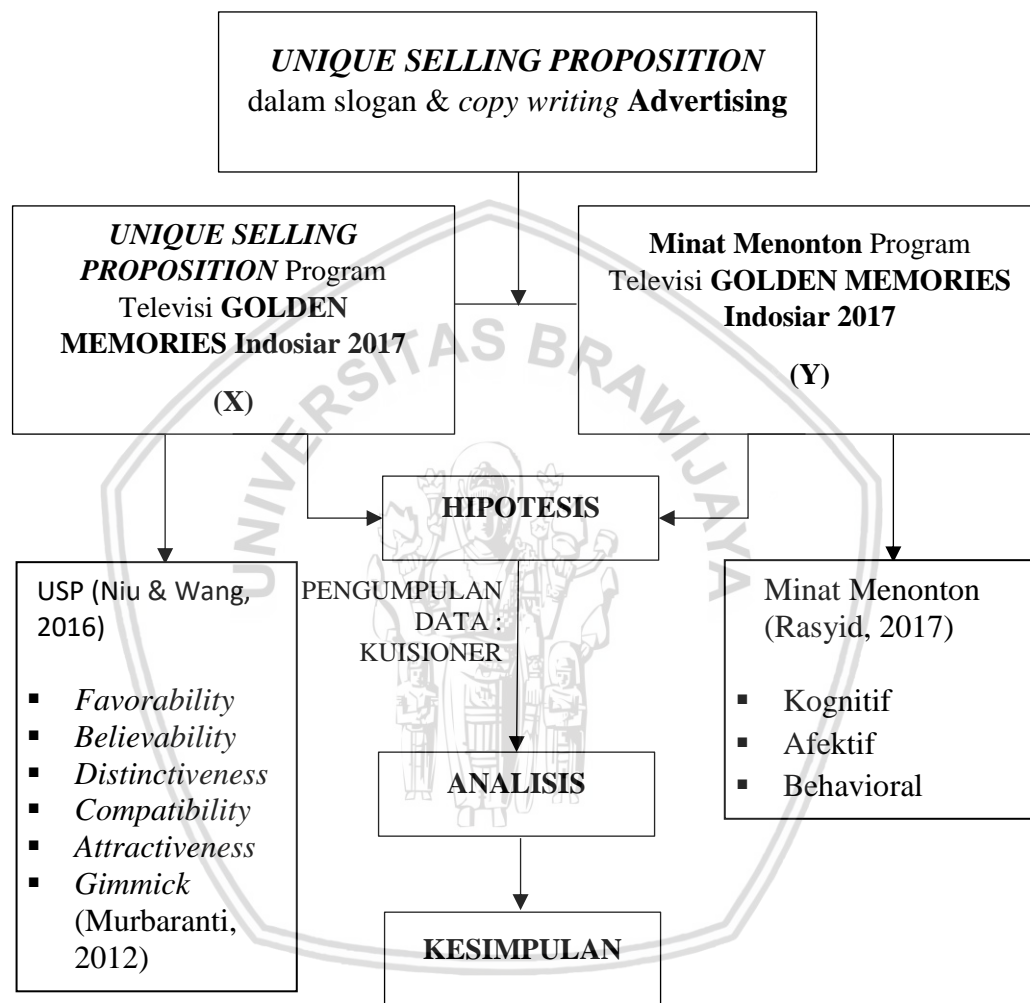 UNIQUE SELLING PROPOSITION
dalam slogan & copy writing Advertising
UNIQUE SELLING
PROPOSITION Program
Televisi GOLDEN
MEMORIES Indosiar 2017
(X)
Minat Menonton Program
Televisi GOLDEN MEMORIES
Indosiar 2017
(Y)
UNIVERSITAS BRAWIJAYA
HIPOTESIS
USP (Niu & Wang,
2016)
▪ Favorability
▪ Believability
▪ Distinctiveness
▪ Compatibility
▪ Attractiveness
▪ Gimmick
(Murbaranti,
2012)
PENGUMPULAN
DATA :
KUISIONER
Minat Menonton
(Rasyid, 2017)
▪ Kognitif
▪ Afektif
▪ Behavioral
ANALISIS
KESIMPULAN